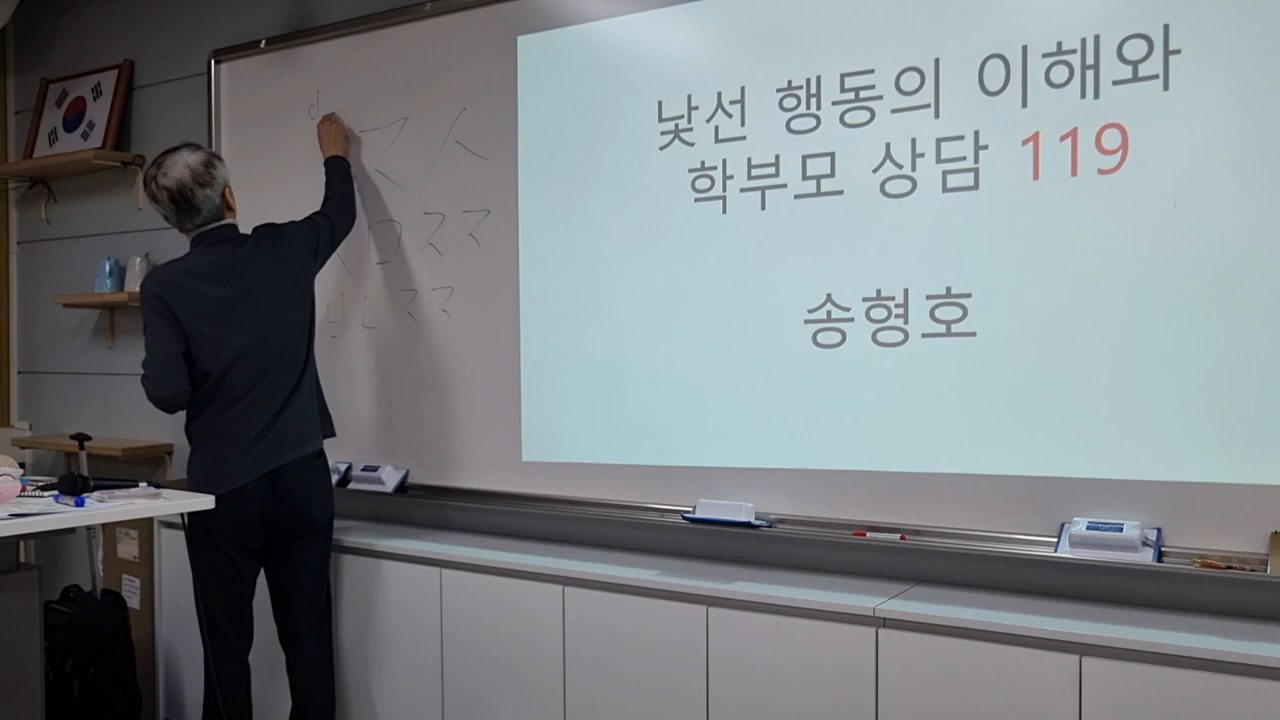 ㄱ ㅅ
ㅁ ㅈ ㅈ
ㅂ ㄴ ㅈ ㅈ
낯선 행동의 이해와
학부모 상담 119
송형호